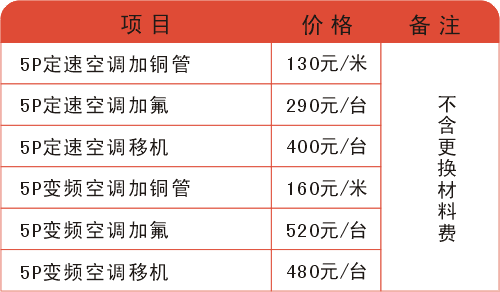 项目 价格 备注
5P定速空调加铜管 130元/米
5P定速空调加氟 290元/台
5P定速空调移机 400元/台
5P变频空调加铜管 160元/米
5P变频空调加氟 520元/台
5P变频空调移机 480元/台
不含更换材料费